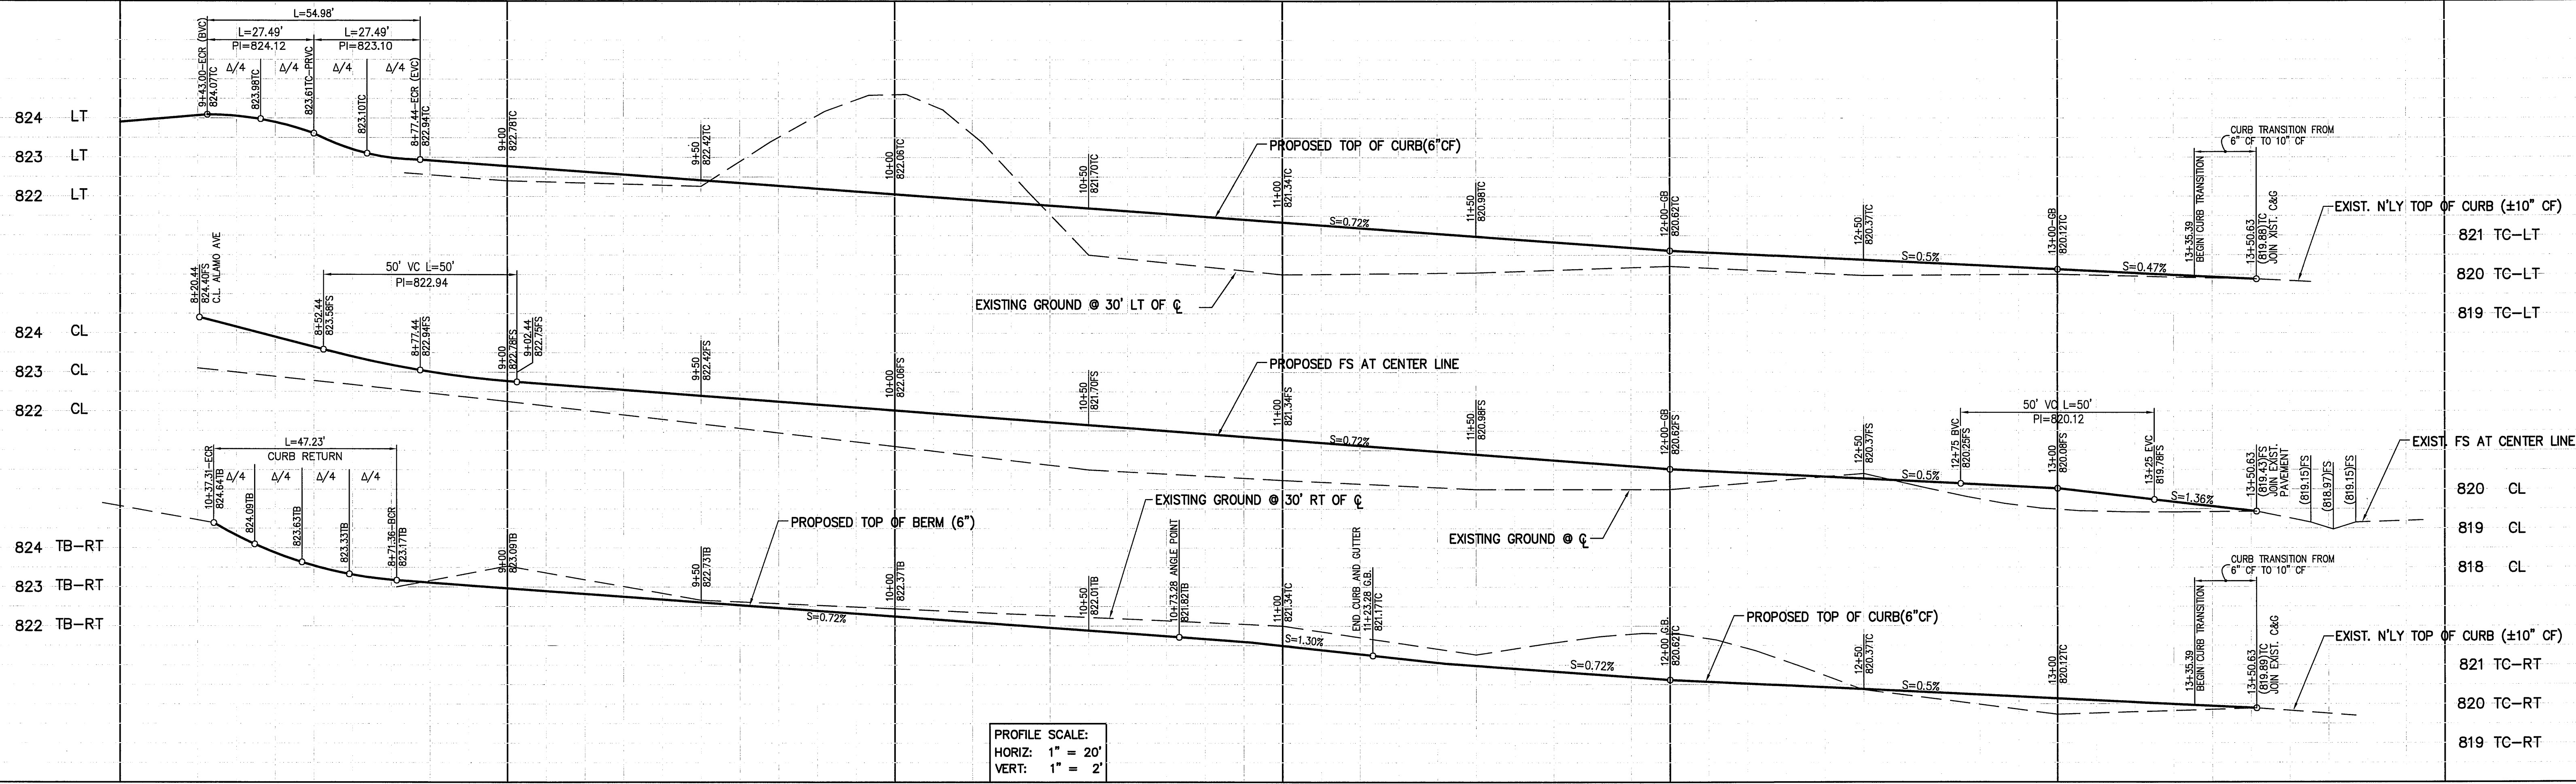 L=54.98'
L=27.49'
PI=824.12
L=27.49'
PI=823.10
Δ/4
Δ/4
Δ/4
Δ/4
9+43.00-ECR (BVC)
824.07TC
823.98TC
823.61TC-PRVC
823.10TC
8+77.44-ECR (EVC)
822.94TC
9+00
822.78TC
9+50
822.42TC
10+00
822.06TC
10+50
821.70TC
11+00
821.34TC
11+50
820.98TC
12+00-GB
820.62TC
12+50
820.37TC
13+00-GB
820.12TC
13+35.39
BEGIN CURB TRANSITION
13+50.63
(819.88)TC
JOIN XIST. C&G
CURB TRANSITION FROM
6" CF TO 10" CF
824 LT
823 LT
822 LT
PROPOSED TOP OF CURB(6"CF)
S=0.72%
S=0.5%
S=0.47%
EXIST. N'LY TOP OF CURB (±10" CF)
EXISTING GROUND @ 30' LT OF ℄
821 TC-LT
820 TC-LT
819 TC-LT
8+20.44
824.40FS
C.L. ALAMO AVE
50' VC L=50'
PI=822.94
8+52.44
823.58FS
8+77.44
822.94FS
9+00
822.78FS
9+02.44
822.75FS
9+50
822.42FS
10+00
822.06FS
10+50
821.70FS
11+00
821.34FS
11+50
820.98FS
12+00-GB
820.62FS
12+50
820.37FS
12+75 BVC
820.25FS
13+00
820.08FS
13+25 EVC
819.78FS
50' VC L=50'
PI=820.12
13+50.63
(819.43)FS
JOIN EXIST.
PAVEMENT
(819.15)FS
(818.97)FS
(819.15)FS
824 CL
823 CL
822 CL
PROPOSED FS AT CENTER LINE
S=0.72%
S=0.5%
S=1.36%
EXIST. FS AT CENTER LINE
EXISTING GROUND @ ℄
820 CL
819 CL
818 CL
L=47.23'
CURB RETURN
Δ/4
Δ/4
Δ/4
Δ/4
10+37.31-ECR
824.64TB
824.09TB
823.63TB
823.33TB
8+71.36-BCR
823.17TB
9+00
823.09TB
9+50
822.73TB
10+00
822.37TB
10+50
822.01TB
10+73.28 ANGLE POINT
821.82TB
11+00
821.34TC
END CURB AND GUTTER
11+23.28 G.B.
821.17TC
12+00 G.B.
820.62TC
12+50
820.37TC
13+00
820.12TC
13+35.39
BEGIN CURB TRANSITION
13+50.63
(819.89)TC
JOIN EXIST. C&G
CURB TRANSITION FROM
6" CF TO 10" CF
824 TB-RT
823 TB-RT
822 TB-RT
PROPOSED TOP OF BERM (6")
EXISTING GROUND @ 30' RT OF ℄
S=0.72%
S=1.30%
S=0.72%
PROPOSED TOP OF CURB(6"CF)
S=0.5%
EXIST. N'LY TOP OF CURB (±10" CF)
821 TC-RT
820 TC-RT
819 TC-RT
PROFILE SCALE:
HORIZ: 1" = 20'
VERT: 1" = 2'